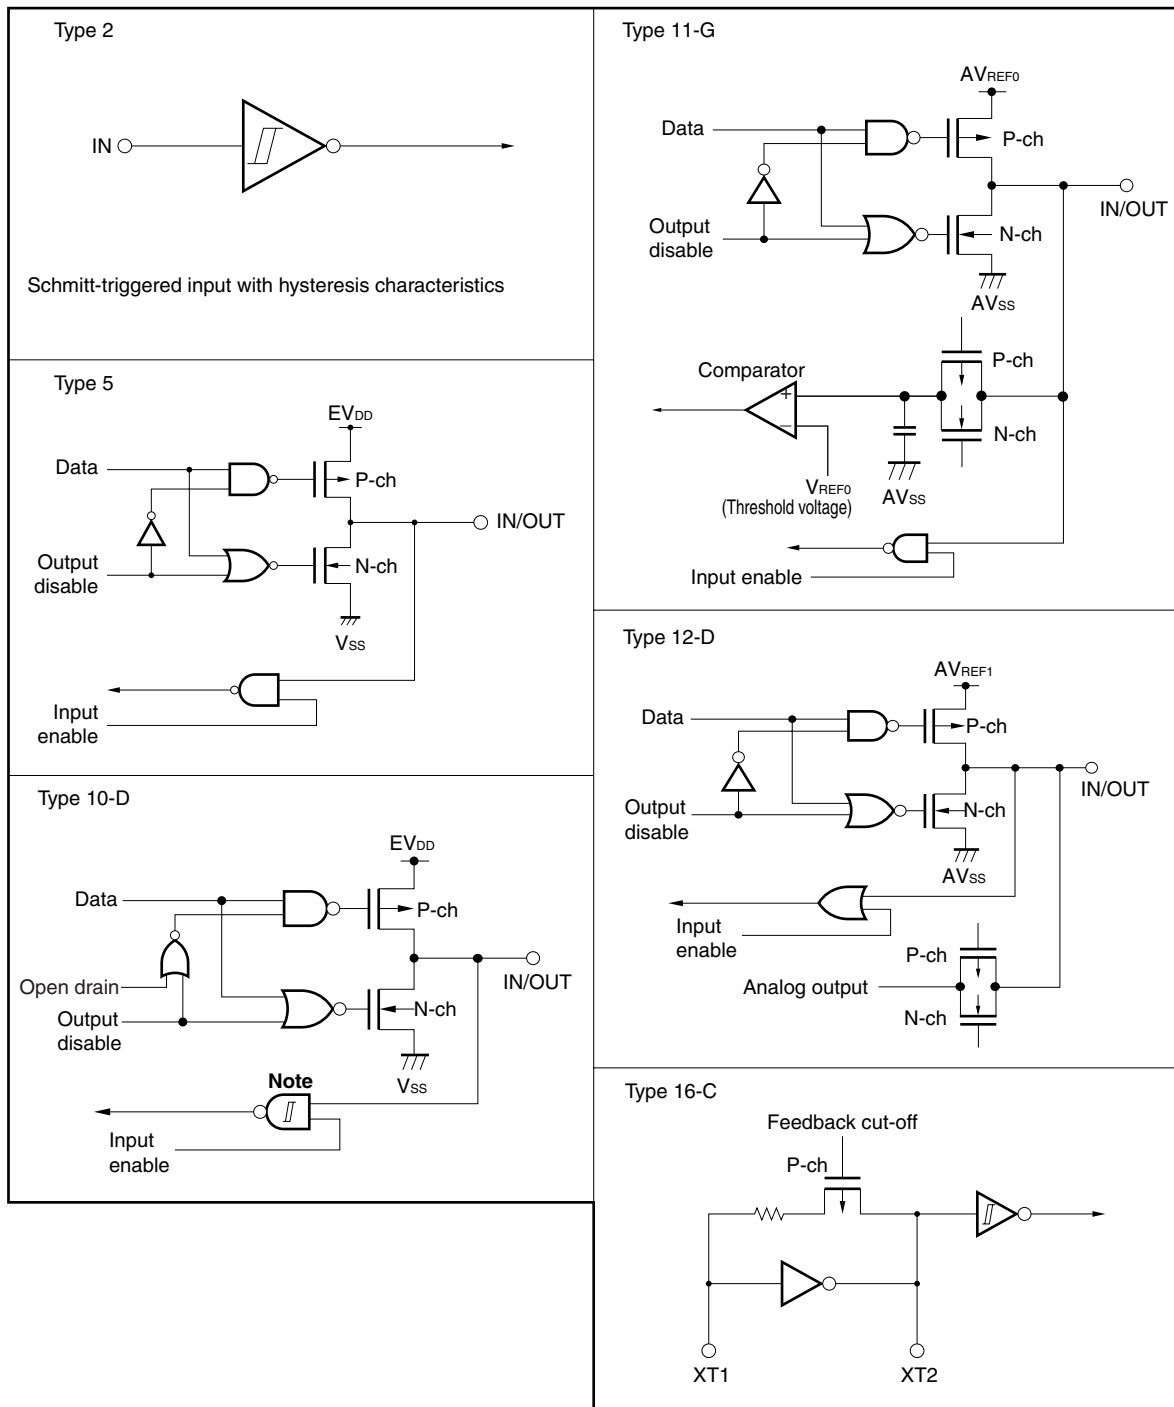 Type 2
IN
Schmitt-triggered input with hysteresis characteristics
Type 5
EVDD
Data
P-ch
IN/OUT
Output
disable
N-ch
VSS
Input
enable
Type 10-D
EVDD
Data
P-ch
IN/OUT
Open drain
Output
disable
N-ch
VSS
Note
Input
enable
Type 11-G
AVREF0
Data
P-ch
IN/OUT
Output
disable
N-ch
AVSS
P-ch
Comparator
+
−
N-ch
VREF0
(Threshold voltage)
AVSS
Input enable
Type 12-D
AVREF1
Data
P-ch
IN/OUT
Output
disable
N-ch
AVSS
Input
enable
P-ch
Analog output
N-ch
Type 16-C
Feedback cut-off
P-ch
XT1
XT2